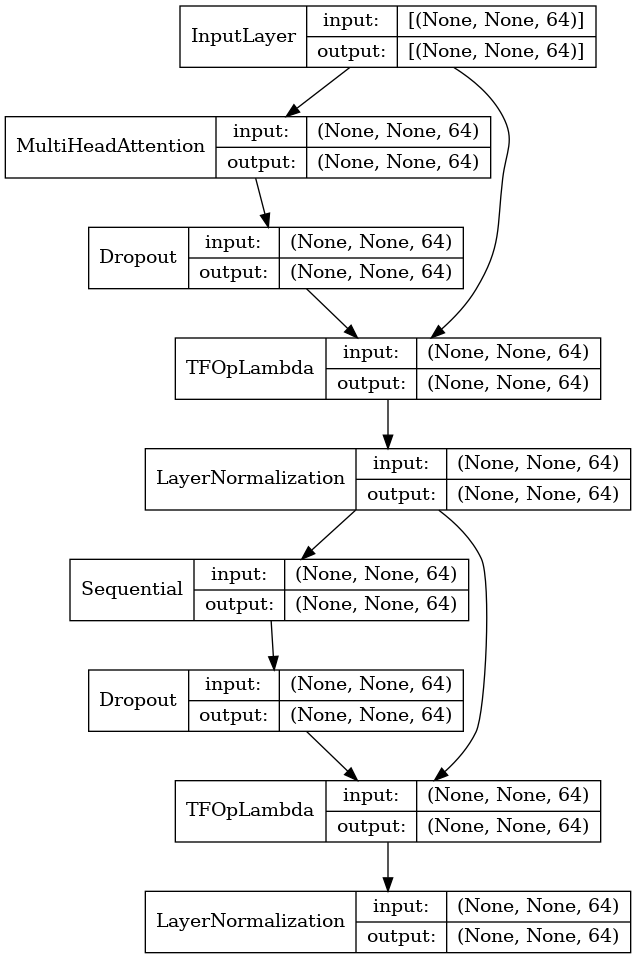 InputLayer
input: [(None, None, 64)]
output: [(None, None, 64)]
MultiHeadAttention
input: (None, None, 64)
output: (None, None, 64)
Dropout
input: (None, None, 64)
output: (None, None, 64)
TFOpLambda
input: (None, None, 64)
output: (None, None, 64)
LayerNormalization
input: (None, None, 64)
output: (None, None, 64)
Sequential
input: (None, None, 64)
output: (None, None, 64)
Dropout
input: (None, None, 64)
output: (None, None, 64)
TFOpLambda
input: (None, None, 64)
output: (None, None, 64)
LayerNormalization
input: (None, None, 64)
output: (None, None, 64)